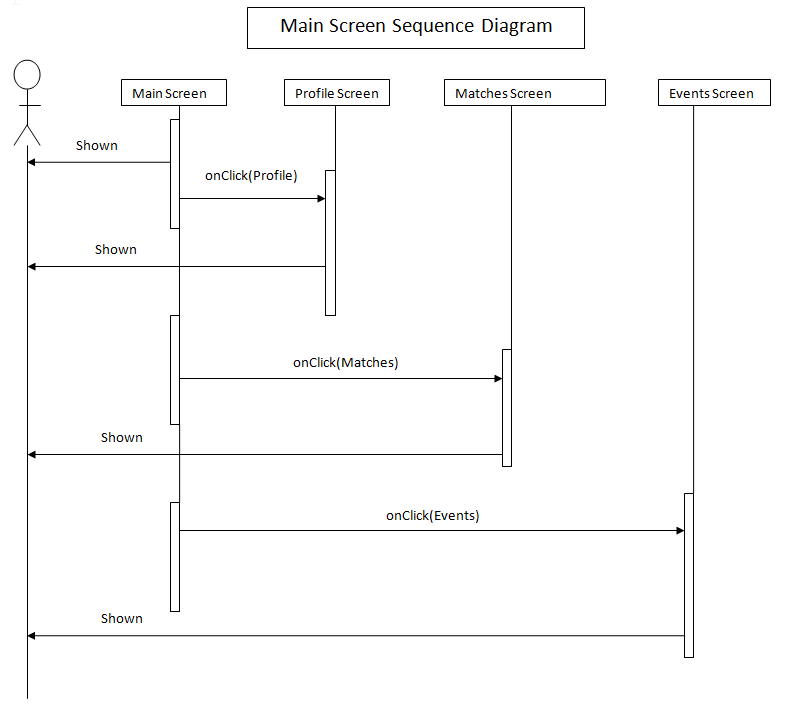 Main Screen Sequence Diagram
Main Screen
Profile Screen
Matches Screen
Events Screen
Shown
onClick(Profile)
Shown
onClick(Matches)
Shown
onClick(Events)
Shown